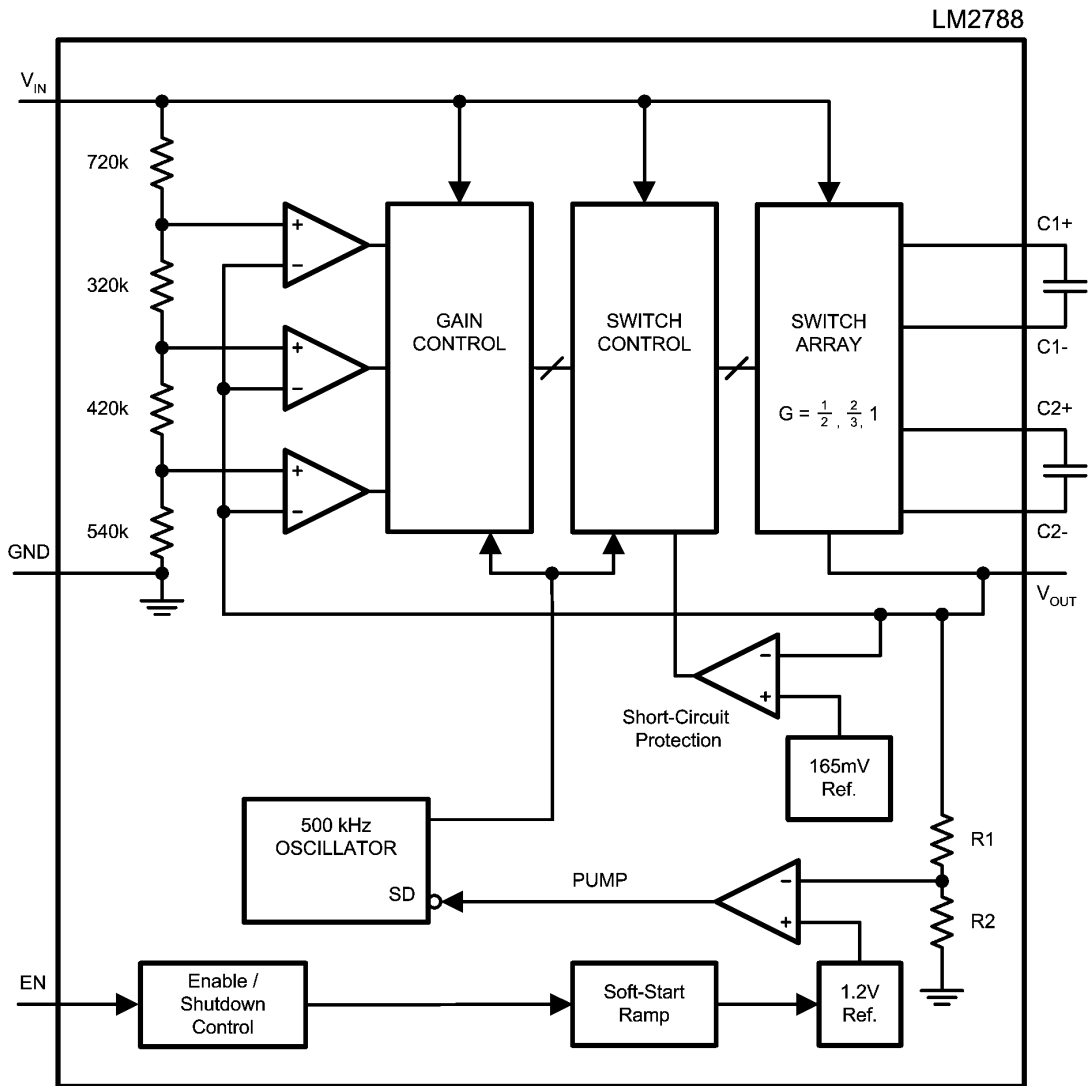 LM2788
V_IN
720k
320k
420k
540k
GND
+
−
+
−
+
−
GAIN
CONTROL
SWITCH
CONTROL
SWITCH
ARRAY
G = 1/2, 2/3, 1
C1+
C1-
C2+
C2-
V_OUT
−
+
Short-Circuit
Protection
165mV
Ref.
500 kHz
OSCILLATOR
SD
PUMP
−
+
R1
R2
EN
Enable /
Shutdown
Control
Soft-Start
Ramp
1.2V
Ref.